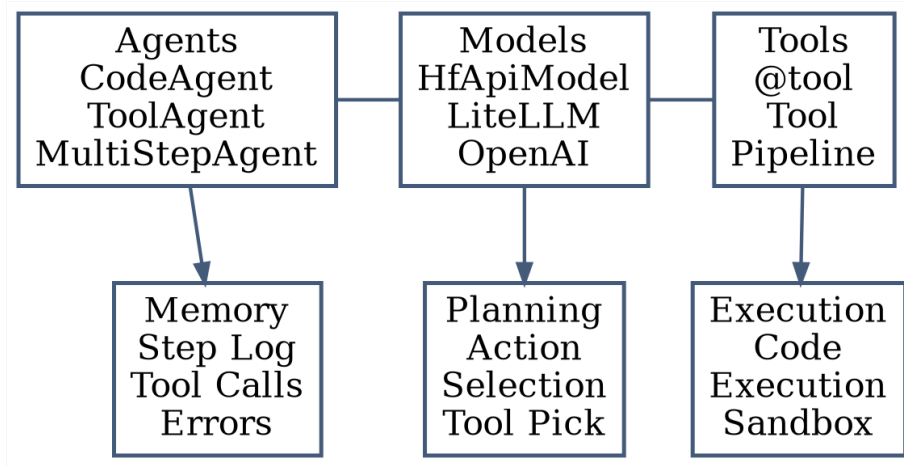 Agents
CodeAgent
ToolAgent
MultiStepAgent
Models
HfApiModel
LiteLLM
OpenAI
Tools
@tool
Tool
Pipeline
Memory
Step Log
Tool Calls
Errors
Planning
Action
Selection
Tool Pick
Execution
Code
Execution
Sandbox